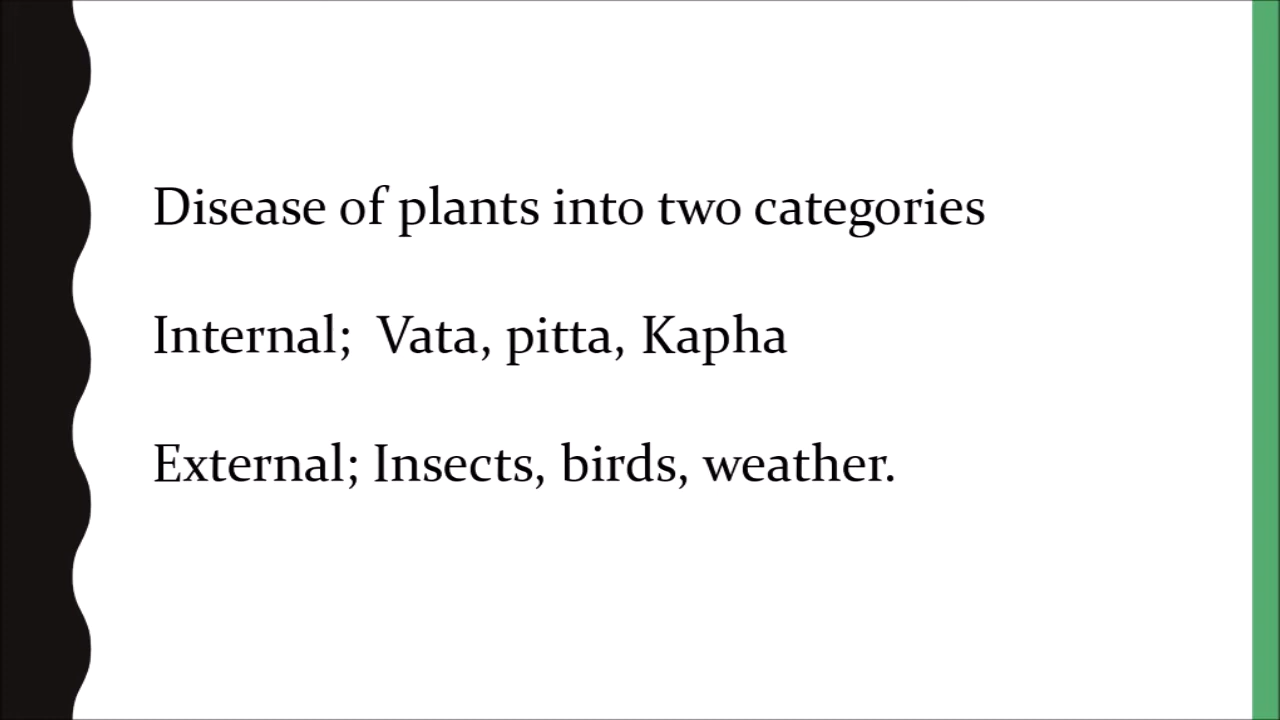 Disease of plants into two categories
Internal;  Vata, pitta, Kapha
External; Insects, birds, weather.